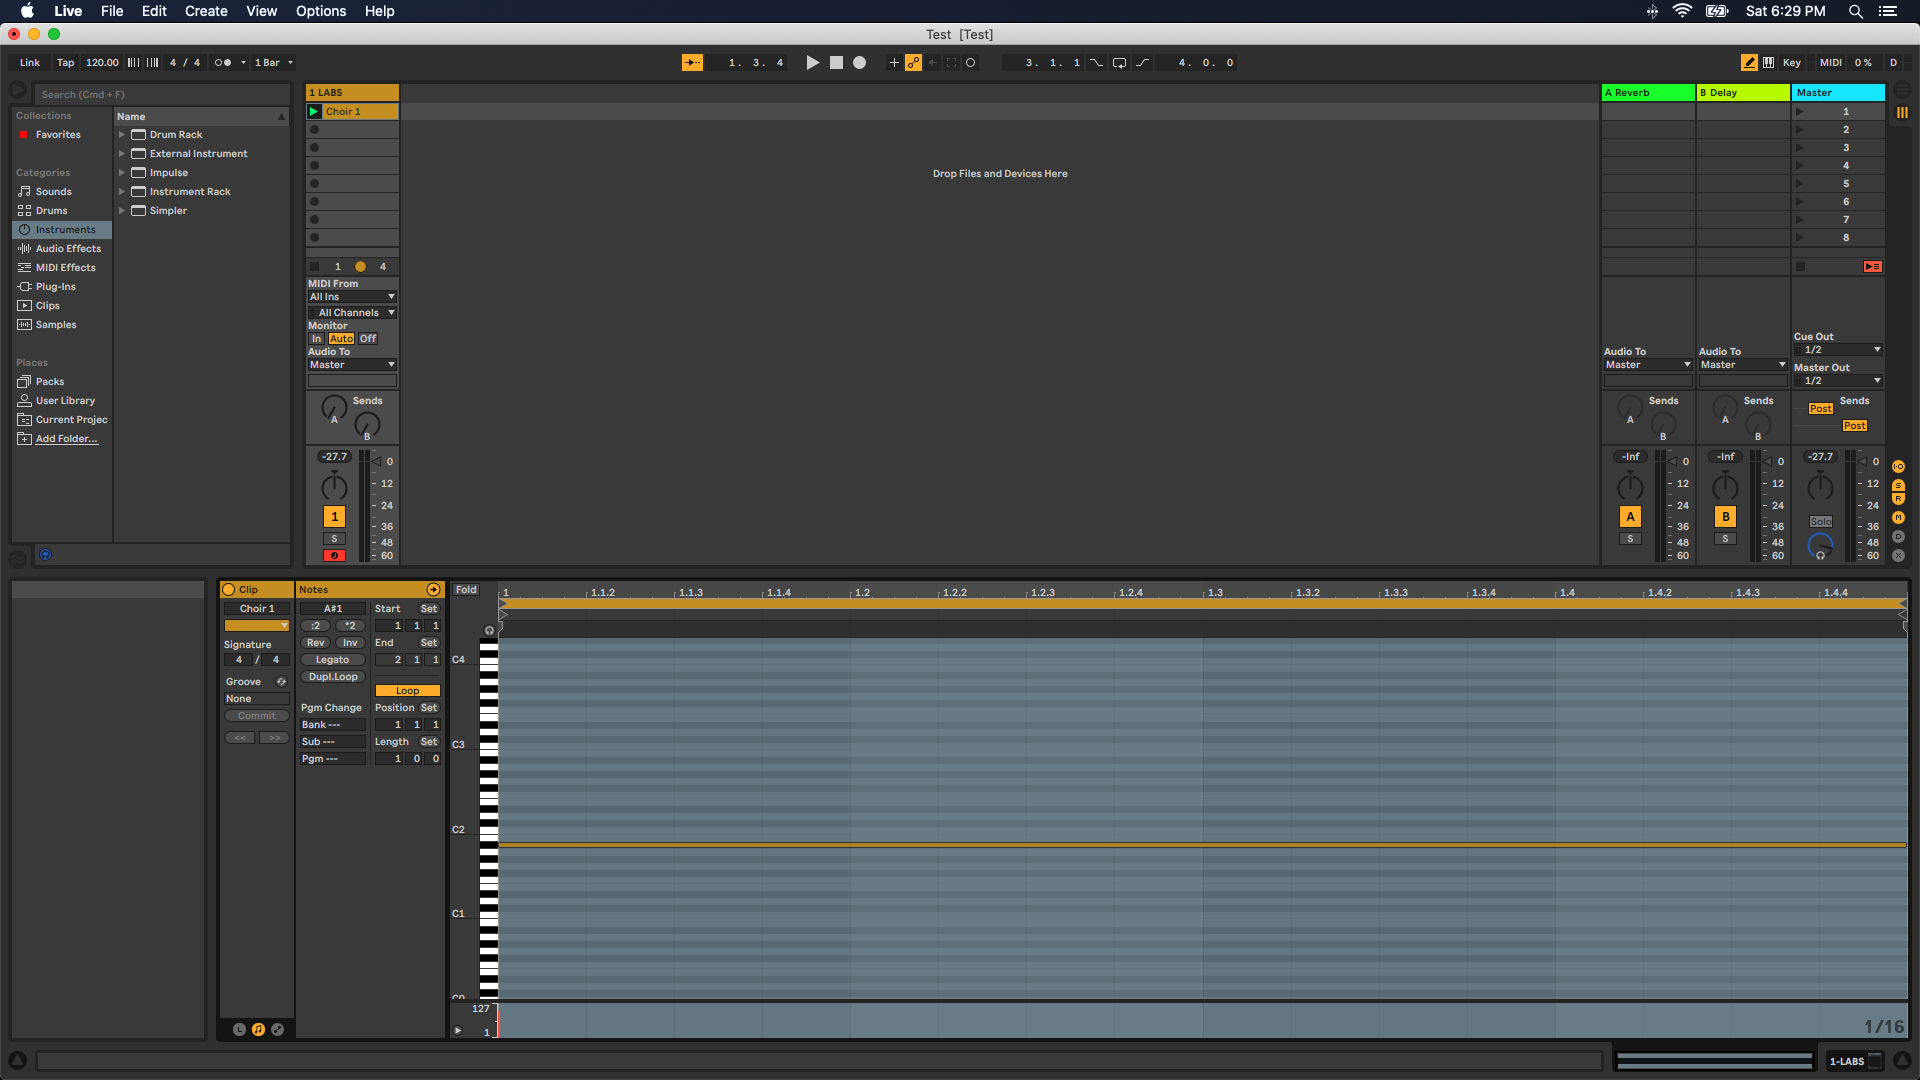 Live File Edit Create View Options Help
Sat 6:29 PM
Test [Test]
Link Tap 120.00 4 / 4 1 Bar
1. 3. 4
3. 1. 1
4. 0. 0
Key MIDI 0 % D
Search (Cmd + F)
Collections
Favorites
Categories
Sounds
Drums
Instruments
Audio Effects
MIDI Effects
Plug-Ins
Clips
Samples
Places
Packs
User Library
Current Projec
Add Folder...
Name
Drum Rack
External Instrument
Impulse
Instrument Rack
Simpler
1 LABS
Choir 1
1 4
MIDI From
All Ins
All Channels
Monitor
In Auto Off
Audio To
Master
Sends
A
B
-27.7
0
12
24
36
48
60
1
S
Drop Files and Devices Here
A Reverb
Audio To
Master
Sends
A
B
-Inf
0
12
24
36
48
60
A
S
B Delay
Audio To
Master
Sends
A
B
-Inf
0
12
24
36
48
60
B
S
Master
1
2
3
4
5
6
7
8
Cue Out
1/2
Master Out
1/2
Sends
Post
Post
-27.7
0
12
24
36
48
60
Solo
I·O
S
R
M
D
X
Clip
Choir 1
Signature
4 / 4
Groove
None
Commit
<< >>
Notes
A#1
:2 *2
Rev Inv
Legato
Dupl.Loop
Pgm Change
Bank ---
Sub ---
Pgm ---
Start Set
1 1 1
End Set
2 1 1
Loop
Position Set
1 1 1
Length Set
1 0 0
Fold
1 1.1.2 1.1.3 1.1.4 1.2 1.2.2 1.2.3 1.2.4 1.3 1.3.2 1.3.3 1.3.4 1.4 1.4.2 1.4.3 1.4.4
C4
C3
C2
C1
C0
127
1
1/16
L
1-LABS